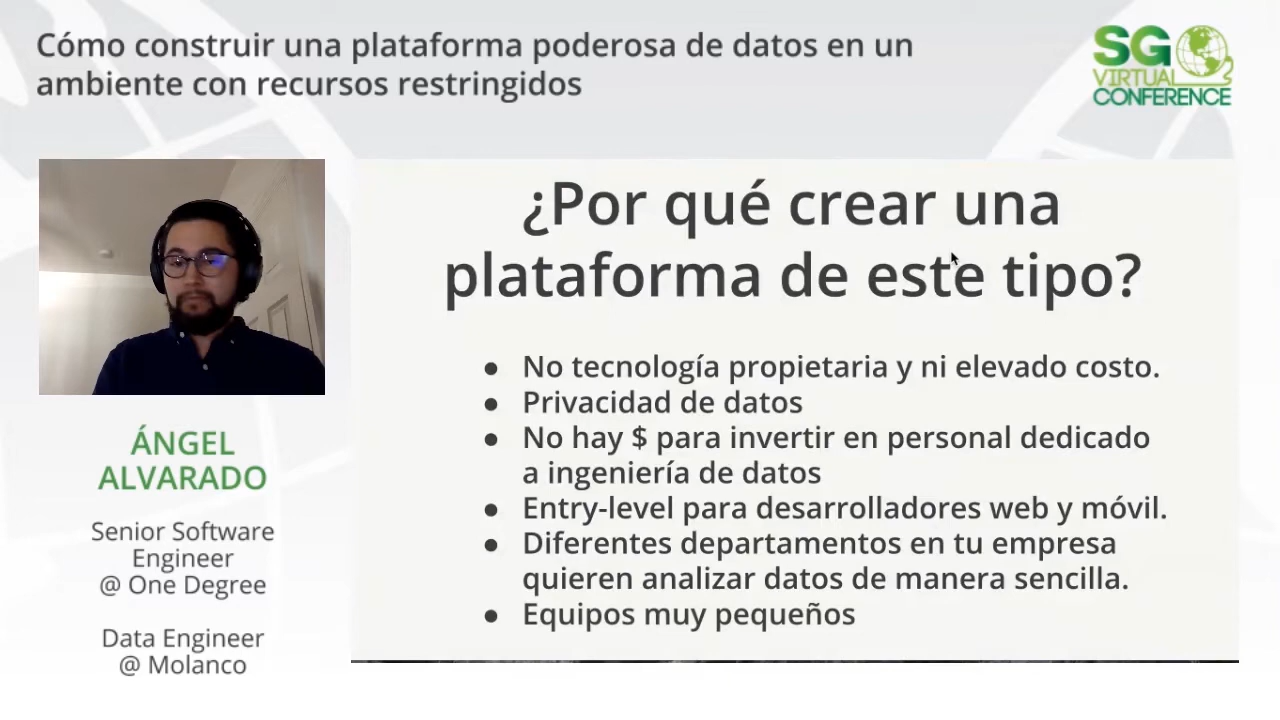 Cómo construir una plataforma poderosa de datos en un
ambiente con recursos restringidos
SG
VIRTUAL
CONFERENCE
¿Por qué crear una
plataforma de este tipo?
● No tecnología propietaria y ni elevado costo.
● Privacidad de datos
● No hay $ para invertir en personal dedicado
a ingeniería de datos
● Entry-level para desarrolladores web y móvil.
● Diferentes departamentos en tu empresa
quieren analizar datos de manera sencilla.
● Equipos muy pequeños
ÁNGEL
ALVARADO
Senior Software
Engineer
@ One Degree
Data Engineer
@ Molanco